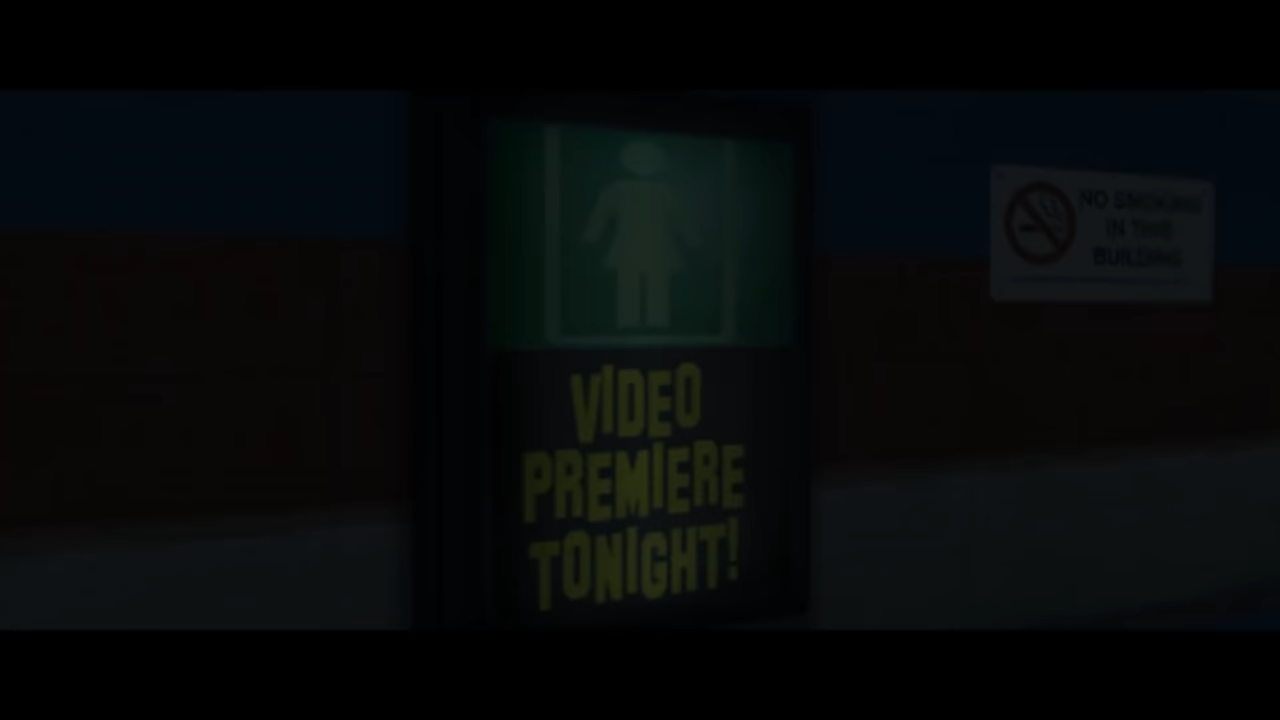 VIDEO
PREMIERE
TONIGHT!
NO SMOKING
IN THIS
BUILDING